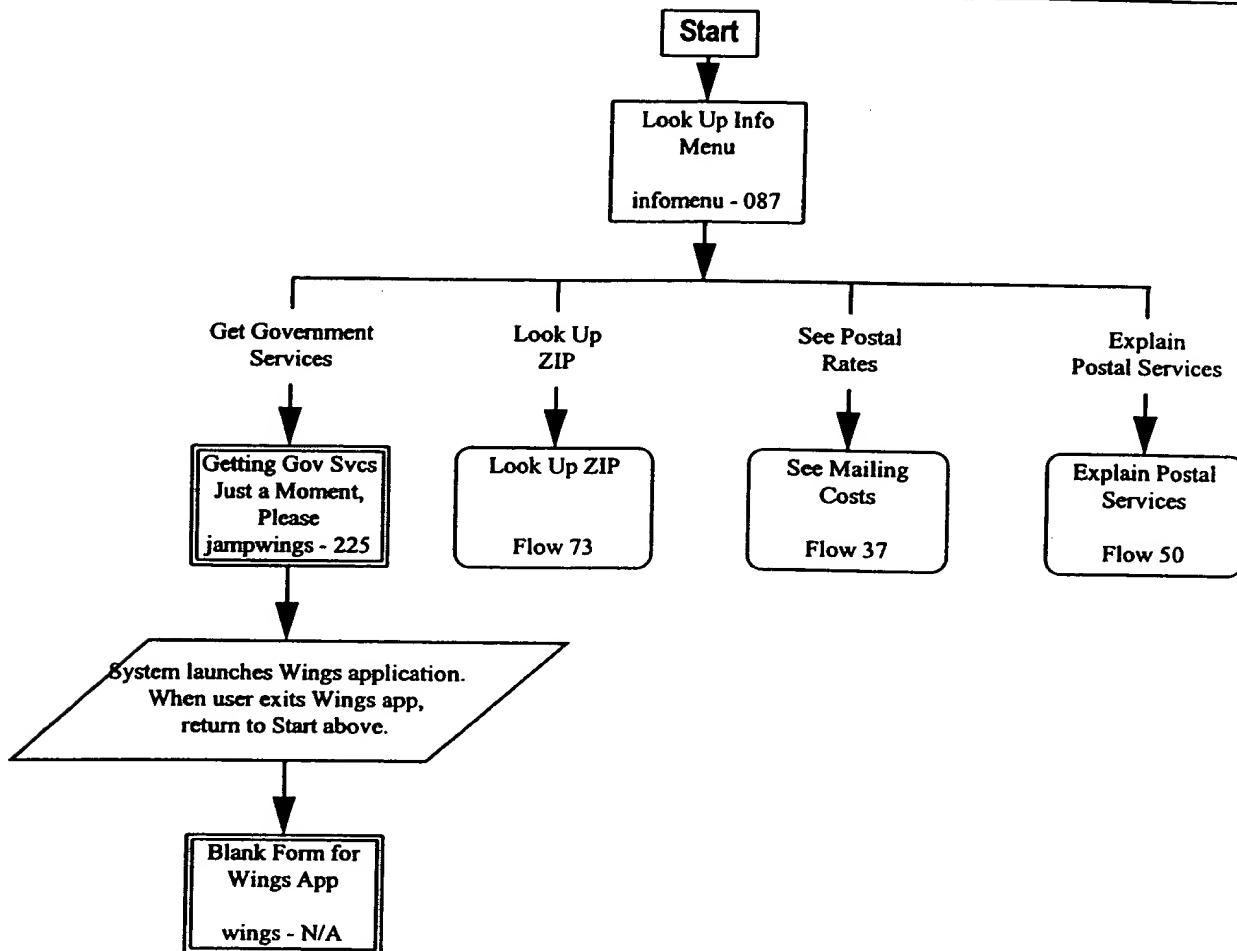 Start
Look Up Info
Menu
infomenu - 087
Get Government
Services
Look Up
ZIP
See Postal
Rates
Explain
Postal Services
Getting Gov Svcs
Just a Moment,
Please
jampwings - 225
Look Up ZIP
Flow 73
See Mailing
Costs
Flow 37
Explain Postal
Services
Flow 50
System launches Wings application.
When user exits Wings app,
return to Start above.
Blank Form for
Wings App
wings - N/A